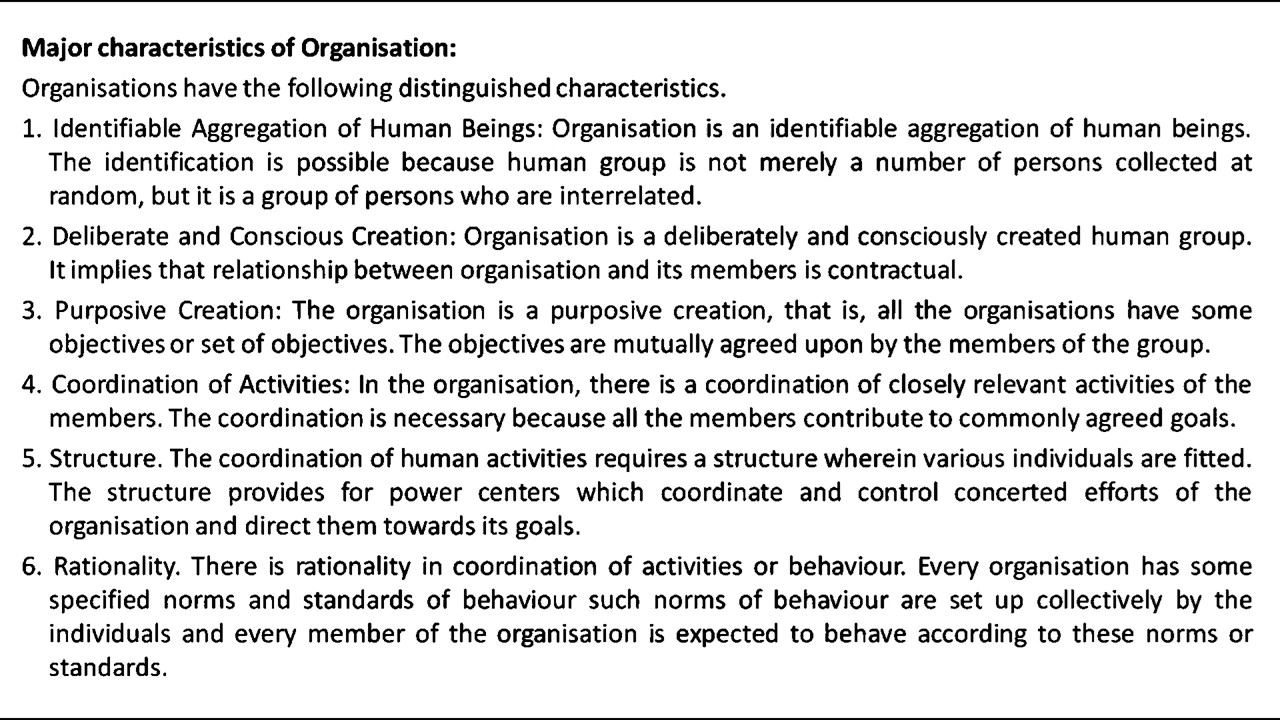 Major characteristics of Organisation:
Organisations have the following distinguished characteristics.
1. Identifiable Aggregation of Human Beings: Organisation is an identifiable aggregation of human beings.
The identification is possible because human group is not merely a number of persons collected at
random, but it is a group of persons who are interrelated.
2. Deliberate and Conscious Creation: Organisation is a deliberately and consciously created human group.
It implies that relationship between organisation and its members is contractual.
3. Purposive Creation: The organisation is a purposive creation, that is, all the organisations have some
objectives or set of objectives. The objectives are mutually agreed upon by the members of the group.
4. Coordination of Activities: In the organisation, there is a coordination of closely relevant activities of the
members. The coordination is necessary because all the members contribute to commonly agreed goals.
5. Structure. The coordination of human activities requires a structure wherein various individuals are fitted.
The structure provides for power centers which coordinate and control concerted efforts of the
organisation and direct them towards its goals.
6. Rationality. There is rationality in coordination of activities or behaviour. Every organisation has some
specified norms and standards of behaviour such norms of behaviour are set up collectively by the
individuals and every member of the organisation is expected to behave according to these norms or
standards.